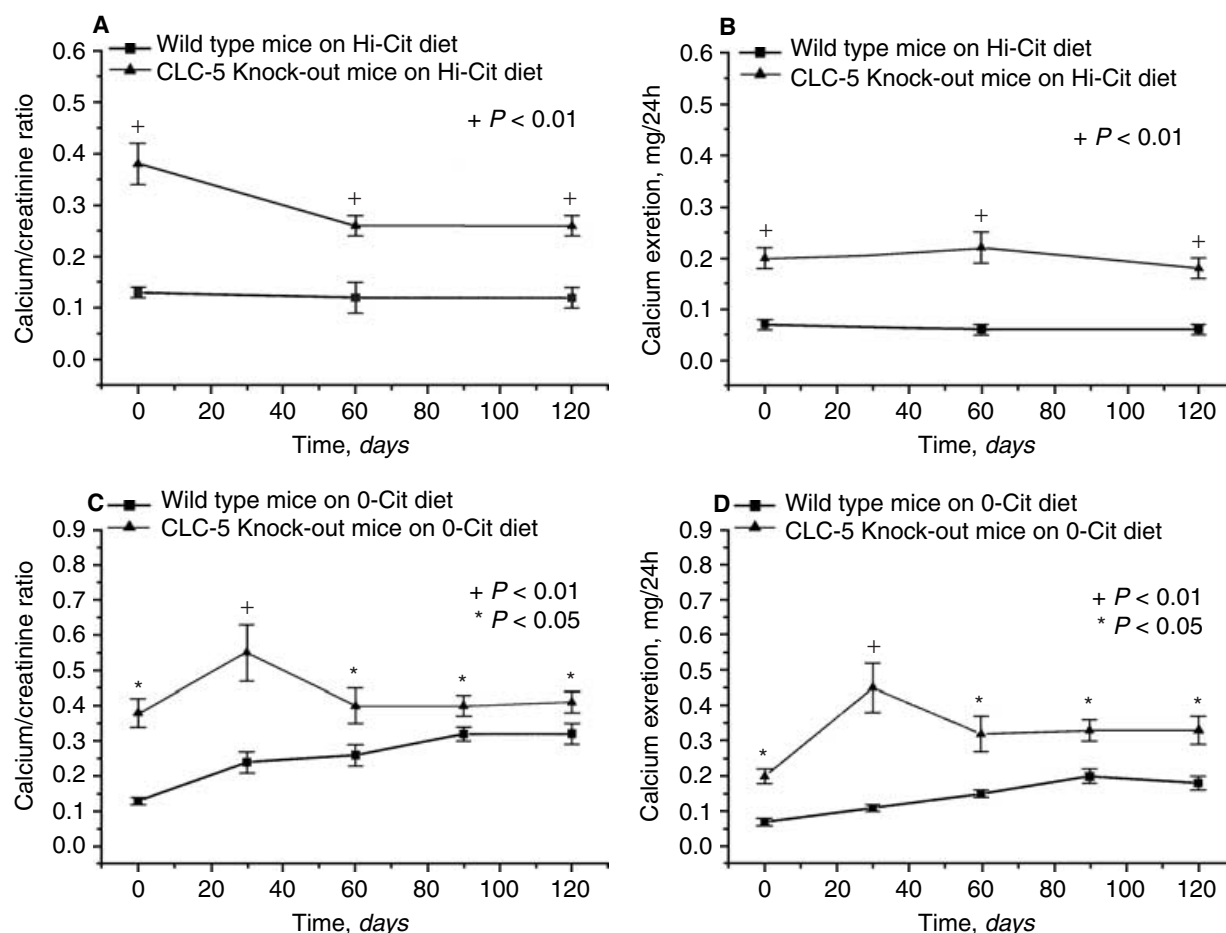 A
Wild type mice on Hi-Cit diet
CLC-5 Knock-out mice on Hi-Cit diet
+ P < 0.01
Calcium/creatinine ratio
0.6
0.5
0.4
0.3
0.2
0.1
0.0
+ + +
0 20 40 60 80 100 120
Time, days
B
Wild type mice on Hi-Cit diet
CLC-5 Knock-out mice on Hi-Cit diet
+ P < 0.01
Calcium exretion, mg/24h
0.6
0.5
0.4
0.3
0.2
0.1
0.0
+ + +
0 20 40 60 80 100 120
Time, days
C
Wild type mice on 0-Cit diet
CLC-5 Knock-out mice on 0-Cit diet
+ P < 0.01
* P < 0.05
Calcium/creatinine ratio
0.9
0.8
0.7
0.6
0.5
0.4
0.3
0.2
0.1
0.0
* + * * *
0 20 40 60 80 100 120
Time, days
D
Wild type mice on 0-Cit diet
CLC-5 Knock-out mice on 0-Cit diet
+ P < 0.01
* P < 0.05
Calcium exretion, mg/24h
0.9
0.8
0.7
0.6
0.5
0.4
0.3
0.2
0.1
0.0
* + * * *
0 20 40 60 80 100 120
Time, days